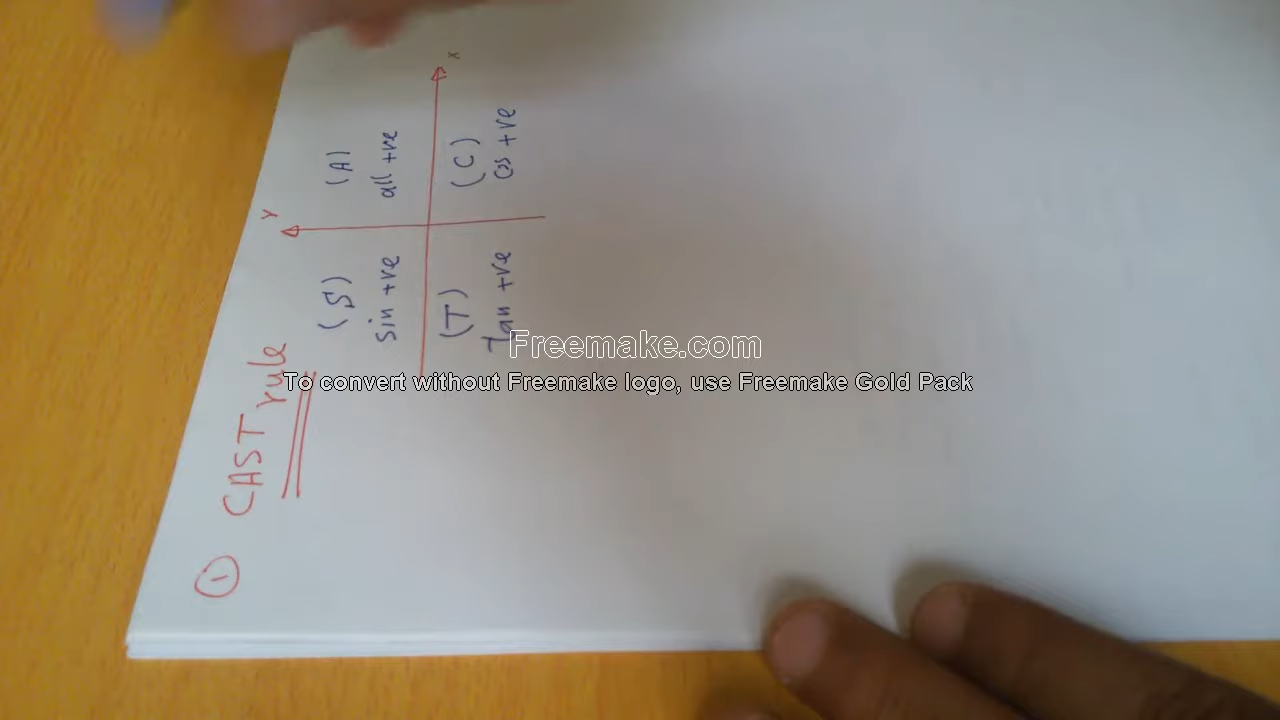 ① CAST rule
Y
(S) (A)
sin +ve all +ve
X
(T) (C)
Tan +ve cos +ve
Freemake.com
To convert without Freemake logo, use Freemake Gold Pack